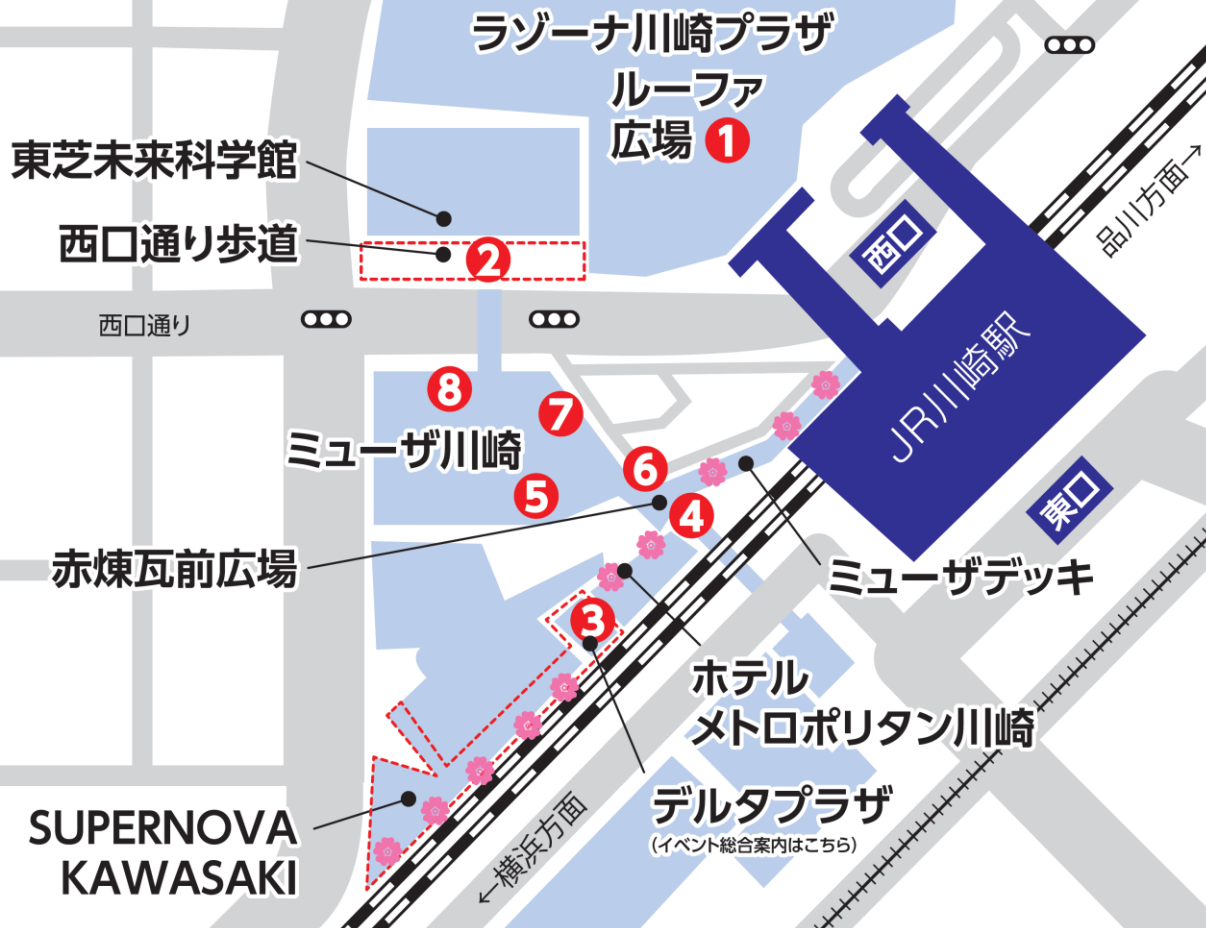 ラゾーナ川崎プラザ
ルーファ
広場 1
東芝未来科学館
西口通り歩道
2
西口通り
西口
品川方面→
JR川崎駅
東口
8
7
ミューザ川崎
6
5
4
赤煉瓦前広場
ミューザデッキ
3
ホテル
メトロポリタン川崎
デルタプラザ
(イベント総合案内はこちら)
SUPERNOVA
KAWASAKI
←横浜方面